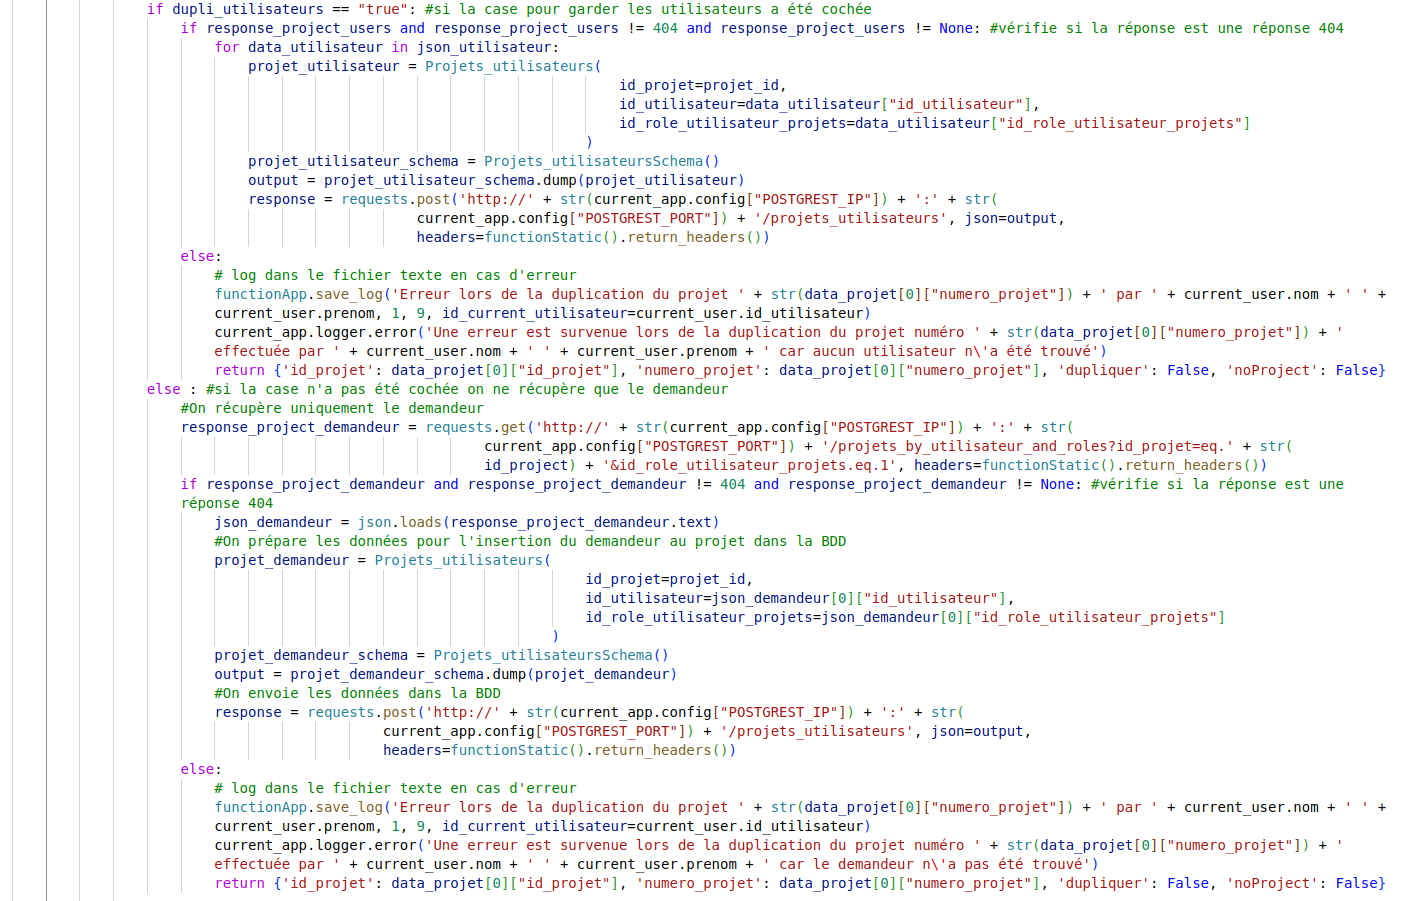 if dupli_utilisateurs == "true": #si la case pour garder les utilisateurs a été cochée
if response_project_users and response_project_users != 404 and response_project_users != None: #vérifie si la réponse est une réponse 404
for data_utilisateur in json_utilisateur:
projet_utilisateur = Projets_utilisateurs(
id_projet=projet_id,
id_utilisateur=data_utilisateur["id_utilisateur"],
id_role_utilisateur_projets=data_utilisateur["id_role_utilisateur_projets"]
)
projet_utilisateur_schema = Projets_utilisateursSchema()
output = projet_utilisateur_schema.dump(projet_utilisateur)
response = requests.post('http://' + str(current_app.config["POSTGREST_IP"]) + ':' + str(
current_app.config["POSTGREST_PORT"]) + '/projets_utilisateurs', json=output,
headers=functionStatic().return_headers())
else:
# log dans le fichier texte en cas d'erreur
functionApp.save_log('Erreur lors de la duplication du projet ' + str(data_projet[0]["numero_projet"]) + ' par ' + current_user.nom + ' ' +
current_user.prenom, 1, 9, id_current_utilisateur=current_user.id_utilisateur)
current_app.logger.error('Une erreur est survenue lors de la duplication du projet numéro ' + str(data_projet[0]["numero_projet"]) + '
effectuée par ' + current_user.nom + ' ' + current_user.prenom + ' car aucun utilisateur n\'a été trouvé')
return {'id_projet': data_projet[0]["id_projet"], 'numero_projet': data_projet[0]["numero_projet"], 'dupliquer': False, 'noProject': False}
else : #si la case n'a pas été cochée on ne récupère que le demandeur
#On récupère uniquement le demandeur
response_project_demandeur = requests.get('http://' + str(current_app.config["POSTGREST_IP"]) + ':' + str(
current_app.config["POSTGREST_PORT"]) + '/projets_by_utilisateur_and_roles?id_projet=eq.' + str(
id_project) + '&id_role_utilisateur_projets.eq.1', headers=functionStatic().return_headers())
if response_project_demandeur and response_project_demandeur != 404 and response_project_demandeur != None: #vérifie si la réponse est une
réponse 404
json_demandeur = json.loads(response_project_demandeur.text)
#On prépare les données pour l'insertion du demandeur au projet dans la BDD
projet_demandeur = Projets_utilisateurs(
id_projet=projet_id,
id_utilisateur=json_demandeur[0]["id_utilisateur"],
id_role_utilisateur_projets=json_demandeur[0]["id_role_utilisateur_projets"]
)
projet_demandeur_schema = Projets_utilisateursSchema()
output = projet_demandeur_schema.dump(projet_demandeur)
#On envoie les données dans la BDD
response = requests.post('http://' + str(current_app.config["POSTGREST_IP"]) + ':' + str(
current_app.config["POSTGREST_PORT"]) + '/projets_utilisateurs', json=output,
headers=functionStatic().return_headers())
else:
# log dans le fichier texte en cas d'erreur
functionApp.save_log('Erreur lors de la duplication du projet ' + str(data_projet[0]["numero_projet"]) + ' par ' + current_user.nom + ' ' +
current_user.prenom, 1, 9, id_current_utilisateur=current_user.id_utilisateur)
current_app.logger.error('Une erreur est survenue lors de la duplication du projet numéro ' + str(data_projet[0]["numero_projet"]) + '
effectuée par ' + current_user.nom + ' ' + current_user.prenom + ' car le demandeur n\'a pas été trouvé')
return {'id_projet': data_projet[0]["id_projet"], 'numero_projet': data_projet[0]["numero_projet"], 'dupliquer': False, 'noProject': False}